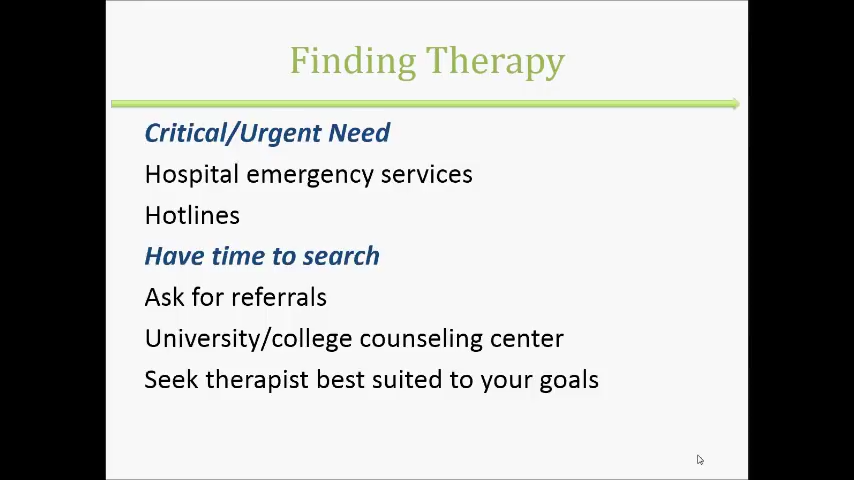 Finding Therapy
Critical/Urgent Need
Hospital emergency services
Hotlines
Have time to search
Ask for referrals
University/college counseling center
Seek therapist best suited to your goals